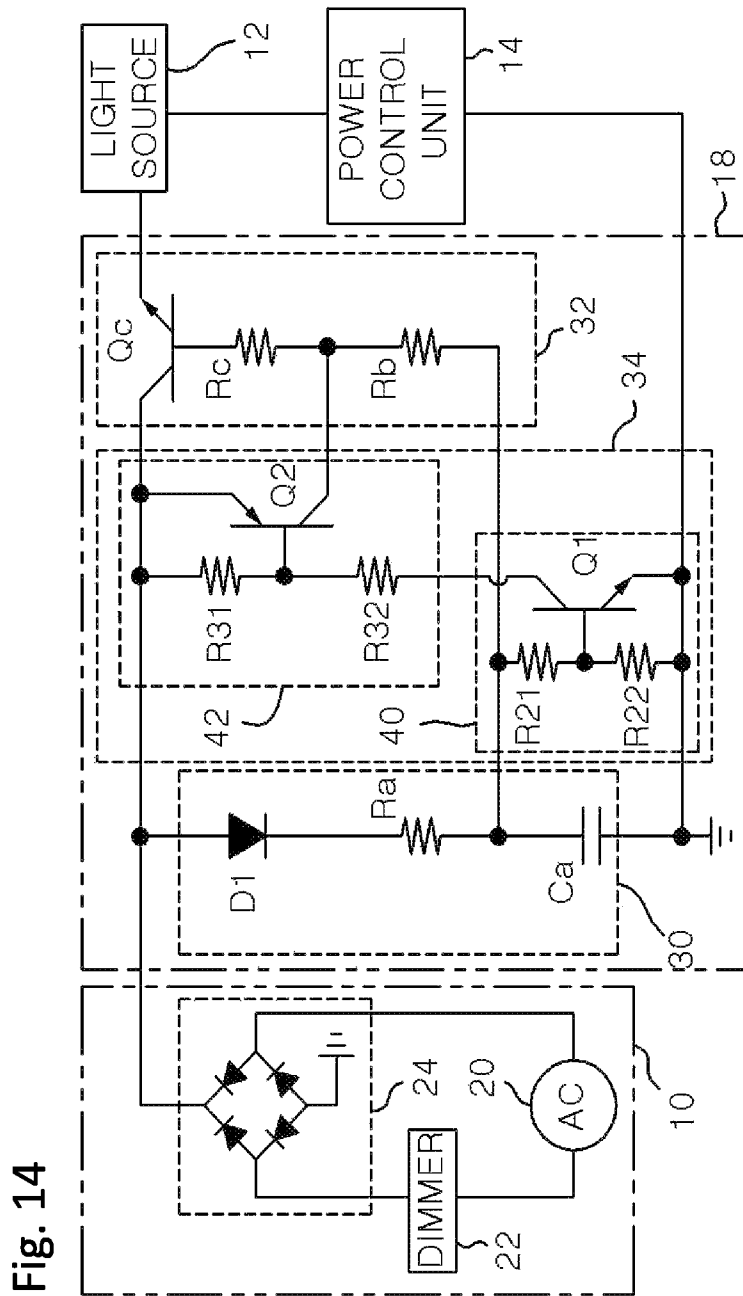 Fig. 14
LIGHT
SOURCE
12
POWER
CONTROL
UNIT
14
18
Qc
Rc
Rb
32
34
Q2
R31
R32
42
Q1
R21
R22
40
D1
Ra
Ca
30
24
DIMMER
22
AC
20
10